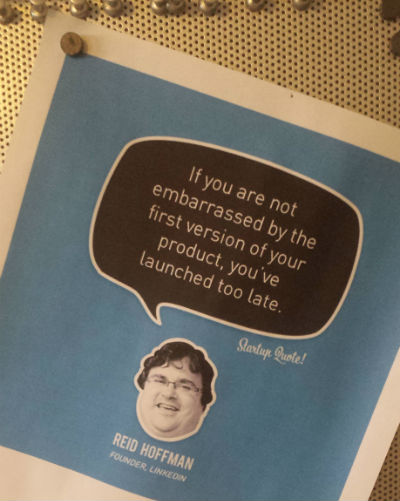 If you are not
embarrassed by the
first version of your
product, you've
launched too late.
Startup Quote!
REID HOFFMAN
FOUNDER, LINKEDIN